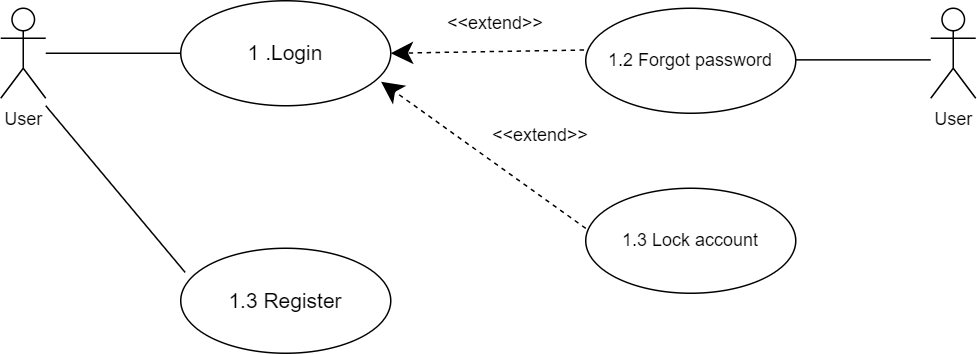 <<extend>>
1 .Login
1.2 Forgot password
User
User
<<extend>>
1.3 Lock account
1.3 Register